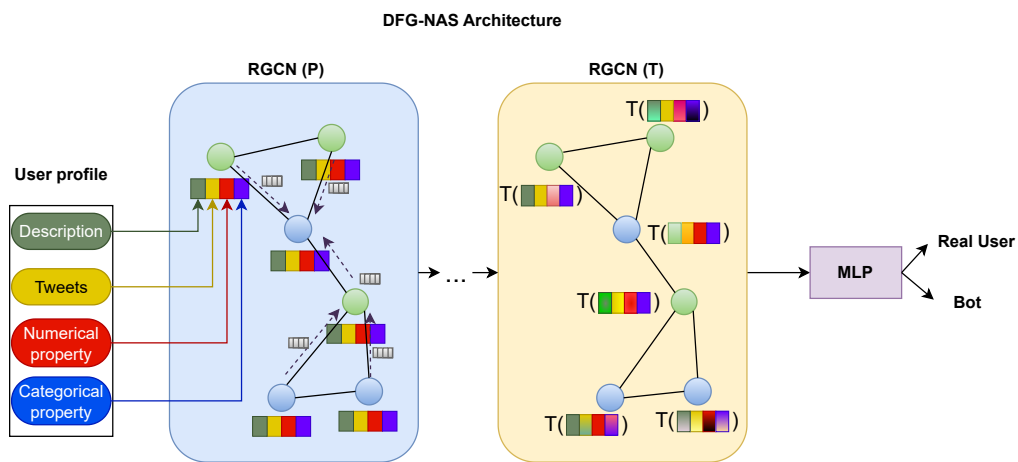 DFG-NAS Architecture
RGCN (P)
RGCN (T)
User profile
Description
Tweets
Numerical
property
Categorical
property
...
T( )
T( )
T( )
T( )
T( )
T( )
MLP
Real User
Bot